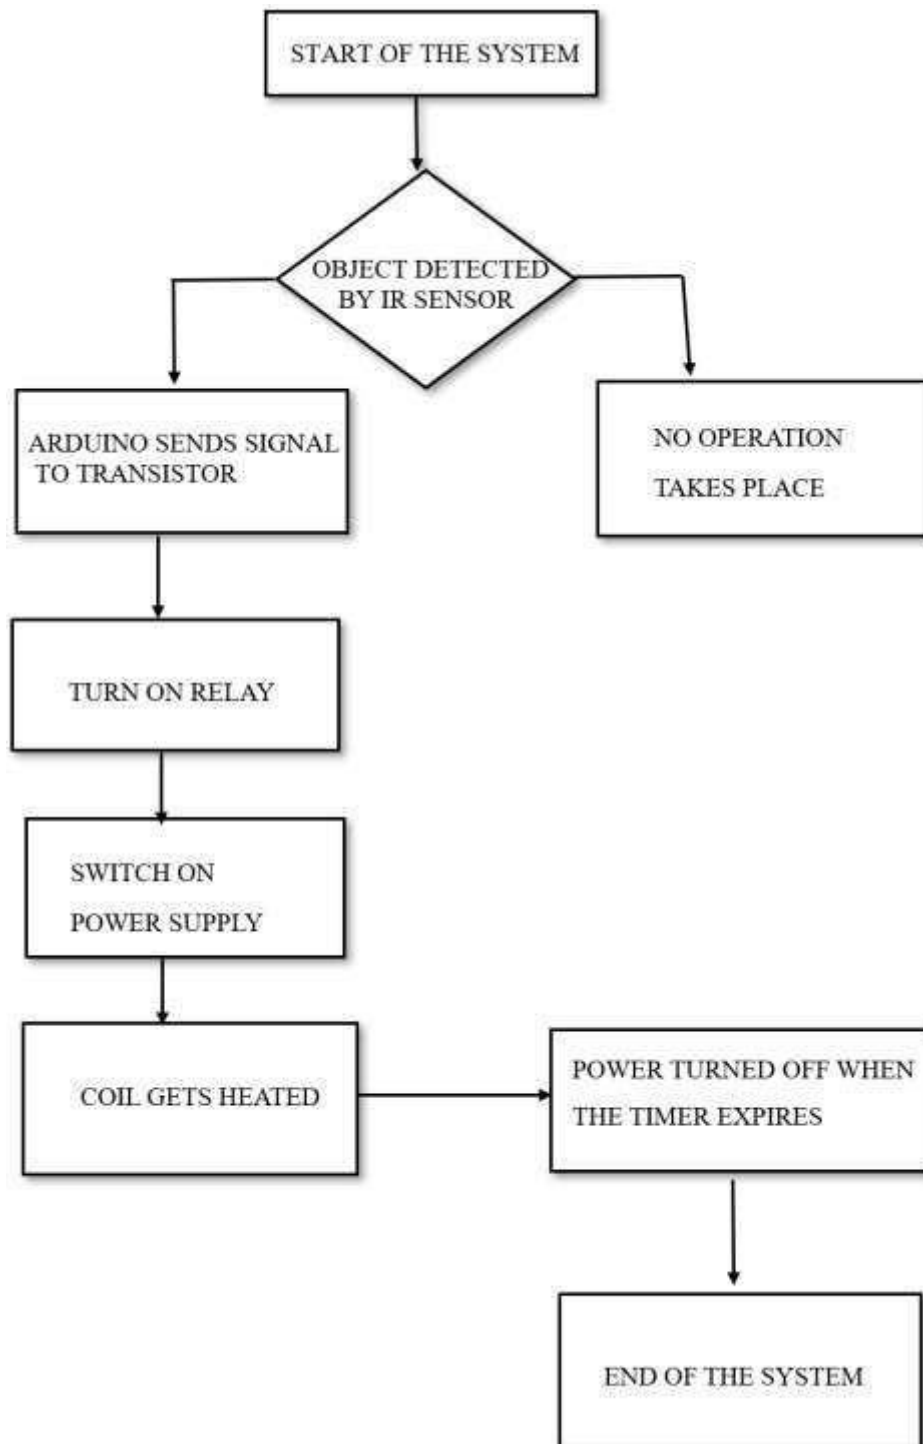 START OF THE SYSTEM
OBJECT DETECTED
BY IR SENSOR
ARDUINO SENDS SIGNAL
TO TRANSISTOR
NO OPERATION
TAKES PLACE
TURN ON RELAY
SWITCH ON
POWER SUPPLY
COIL GETS HEATED
POWER TURNED OFF WHEN
THE TIMER EXPIRES
END OF THE SYSTEM